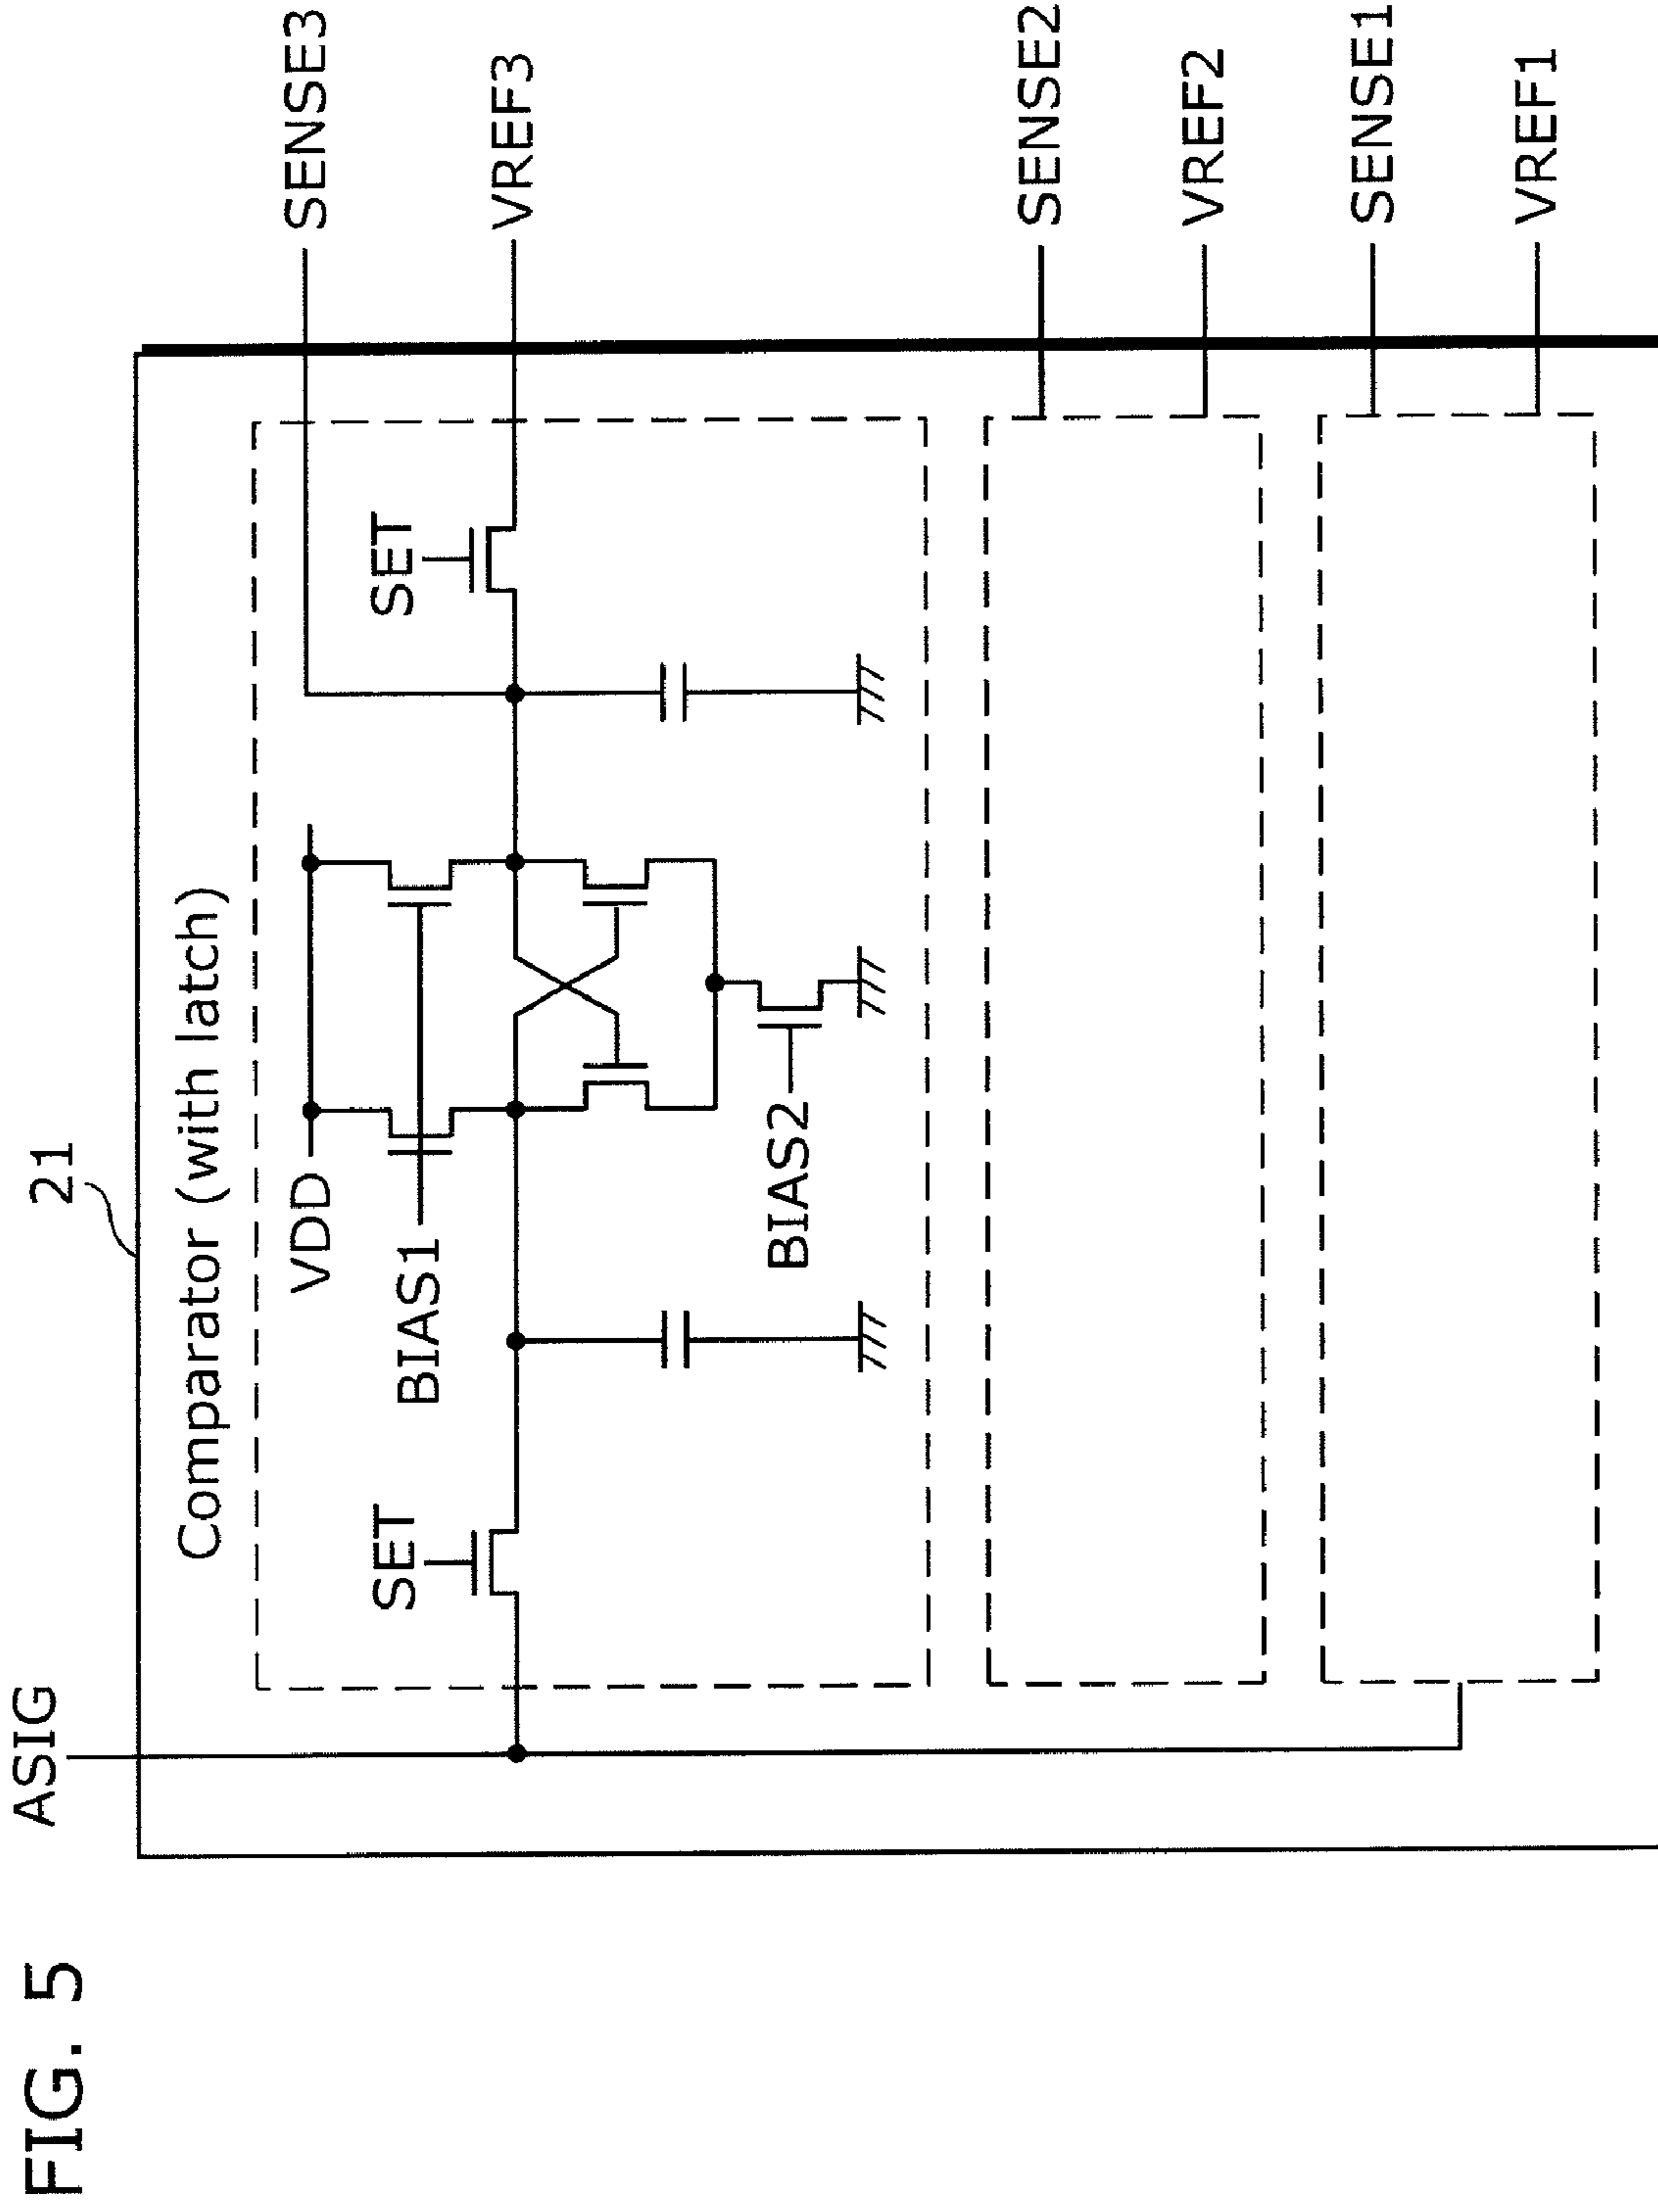 FIG. 5
ASIG
21
Comparator (with latch)
VDD
SENSE3
SET
BIAS1
SET
VREF3
BIAS2
SENSE2
VREF2
SENSE1
VREF1